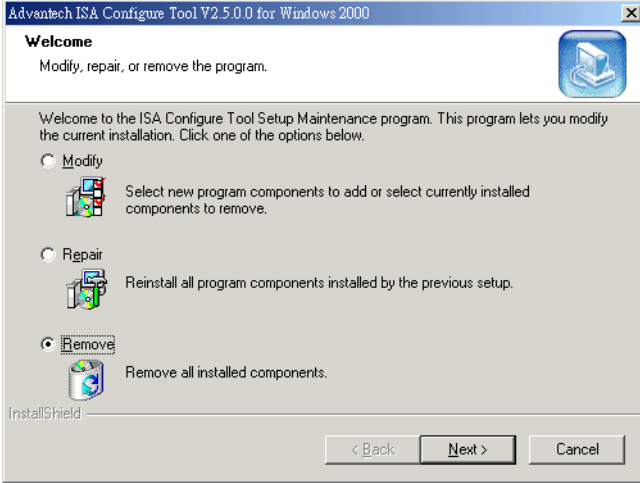 Advantech ISA Configure Tool V2.5.0.0 for Windows 2000
Welcome
Modify, repair, or remove the program.
Welcome to the ISA Configure Tool Setup Maintenance program. This program lets you modify
the current installation. Click one of the options below.
Modify
Select new program components to add or select currently installed
components to remove.
Repair
Reinstall all program components installed by the previous setup.
Remove
Remove all installed components.
InstallShield
< Back
Next >
Cancel